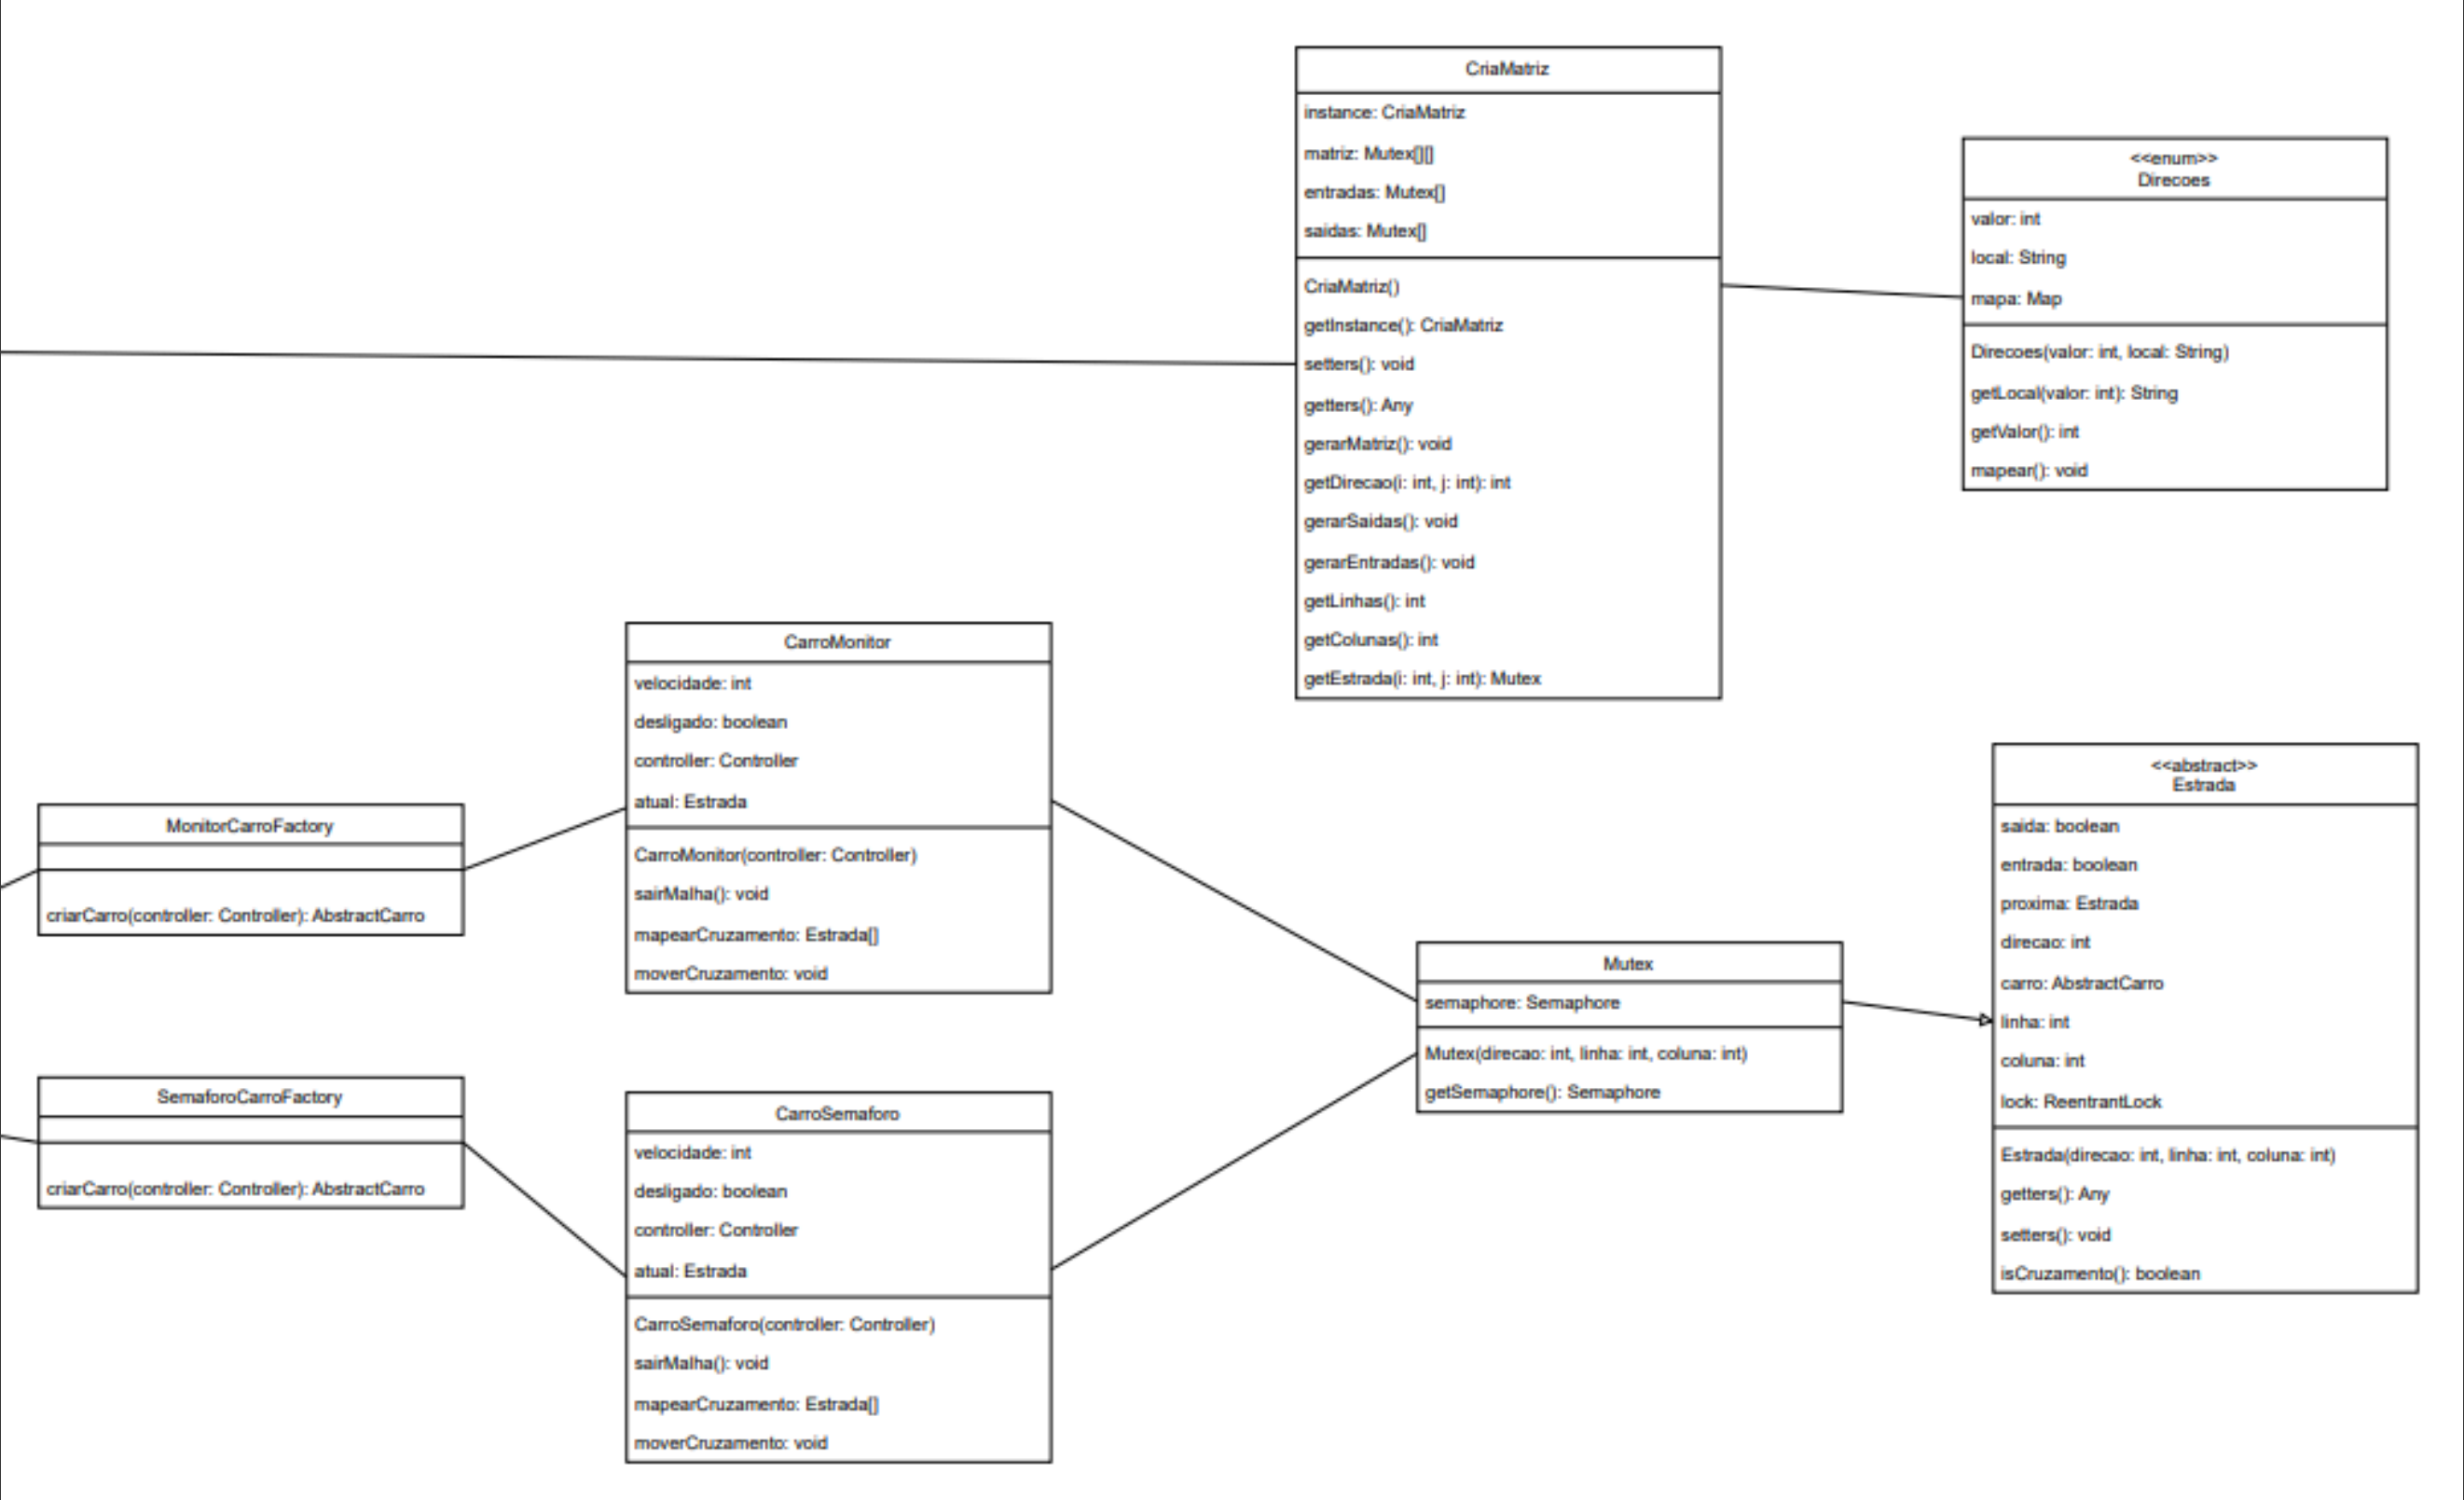 CriaMatriz
instance: CriaMatriz
matriz: Mutex[][]
entradas: Mutex[]
saidas: Mutex[]
CriaMatriz()
getInstance(): CriaMatriz
setters(): void
getters(): Any
gerarMatriz(): void
getDirecao(i: int, j: int): int
gerarSaidas(): void
gerarEntradas(): void
getLinhas(): int
getColunas(): int
getEstrada(i: int, j: int): Mutex
<<enum>>
Direcoes
valor: int
local: String
mapa: Map
Direcoes(valor: int, local: String)
getLocal(valor: int): String
getValor(): int
mapear(): void
MonitorCarroFactory
criarCarro(controller: Controller): AbstractCarro
CarroMonitor
velocidade: int
desligado: boolean
controller: Controller
atual: Estrada
CarroMonitor(controller: Controller)
sairMalha(): void
mapearCruzamento: Estrada[]
moverCruzamento: void
SemaforoCarroFactory
criarCarro(controller: Controller): AbstractCarro
CarroSemaforo
velocidade: int
desligado: boolean
controller: Controller
atual: Estrada
CarroSemaforo(controller: Controller)
sairMalha(): void
mapearCruzamento: Estrada[]
moverCruzamento: void
Mutex
semaphore: Semaphore
Mutex(direcao: int, linha: int, coluna: int)
getSemaphore(): Semaphore
<<abstract>>
Estrada
saida: boolean
entrada: boolean
proxima: Estrada
direcao: int
carro: AbstractCarro
linha: int
coluna: int
lock: ReentrantLock
Estrada(direcao: int, linha: int, coluna: int)
getters(): Any
setters(): void
isCruzamento(): boolean